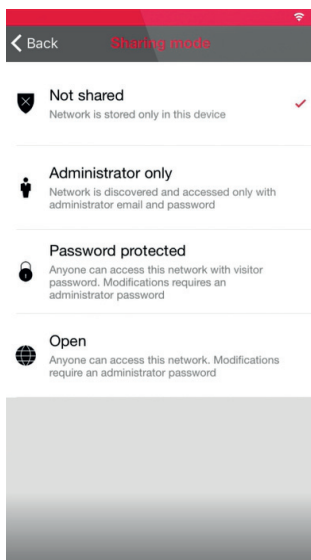 Back
Sharing mode
Not shared
Network is stored only in this device
Administrator only
Network is discovered and accessed only with
administrator email and password
Password protected
Anyone can access this network with visitor
password. Modifications requires an
administrator password
Open
Anyone can access this network. Modifications
require an administrator password